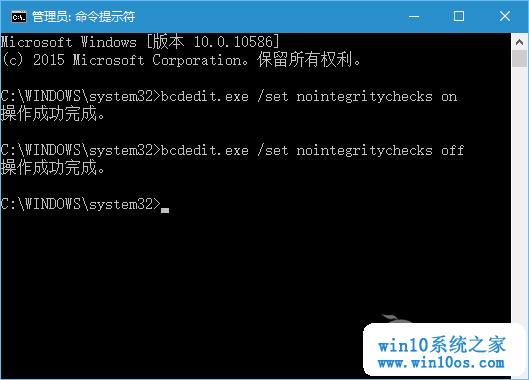 管理员: 命令提示符
Microsoft Windows [版本 10.0.10586]
(c) 2015 Microsoft Corporation。保留所有权利。
C:\WINDOWS\system32>bcdedit.exe /set nointegritychecks on
操作成功完成。
C:\WINDOWS\system32>bcdedit.exe /set nointegritychecks off
操作成功完成。
C:\WINDOWS\system32>
win10系统之家
www.win10os.com